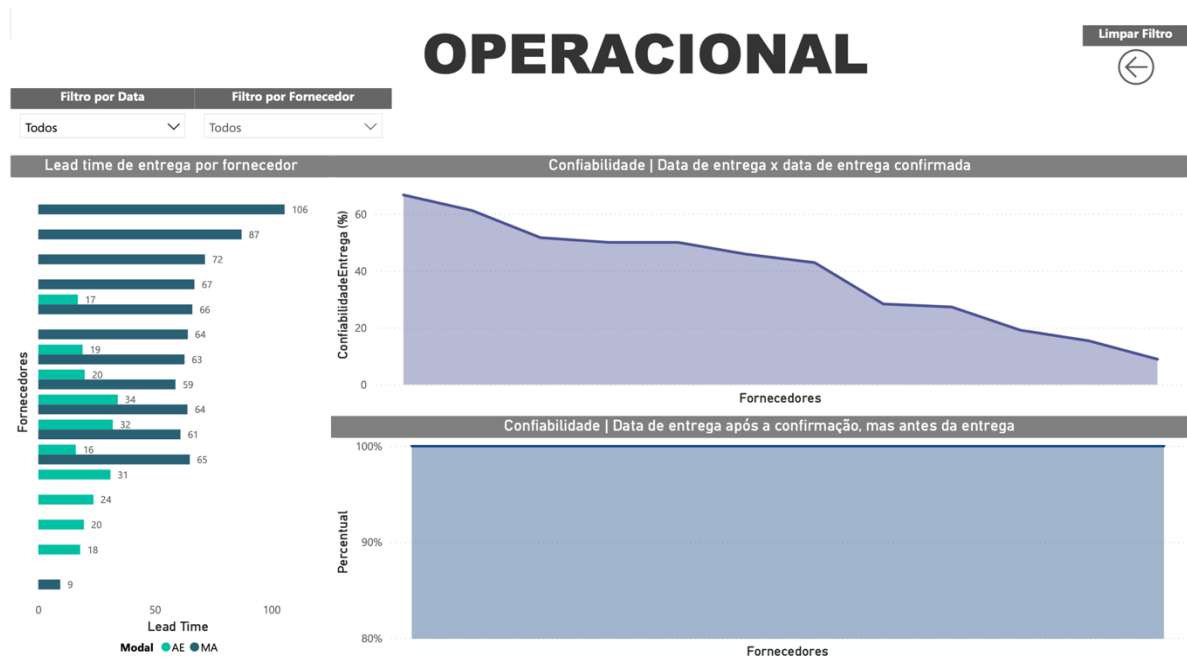 OPERACIONAL
Limpar Filtro
Filtro por Data
Filtro por Fornecedor
Todos
Todos
Lead time de entrega por fornecedor
Fornecedores
106
87
72
67
17
66
64
19
63
20
59
34
64
32
61
16
65
31
24
20
18
9
0
50
100
Lead Time
Modal AE MA
Confiabilidade | Data de entrega x data de entrega confirmada
ConfiabilidadeEntrega (%)
60
40
20
0
Fornecedores
Confiabilidade | Data de entrega após a confirmação, mas antes da entrega
Percentual
100%
90%
80%
Fornecedores